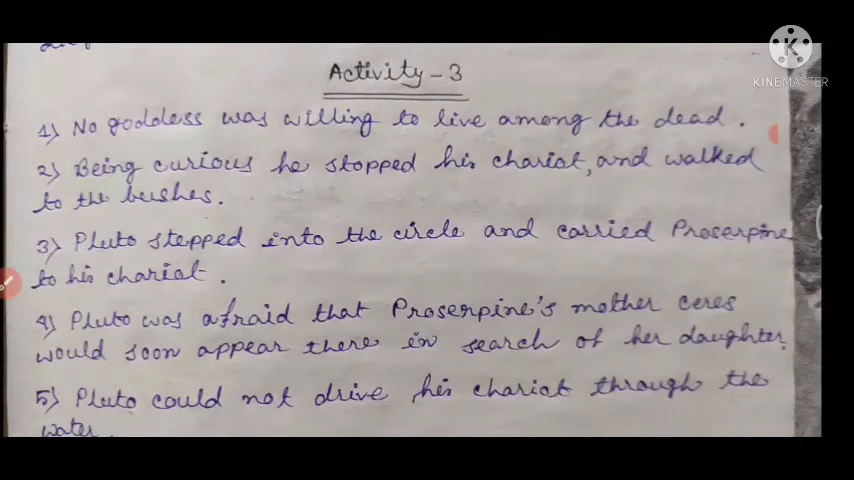 KINEMASTER
Activity - 3
1) No goddess was willing to live among the dead.
2) Being curious he stopped his chariot, and walked
to the bushes.
3) Pluto stepped into the circle and carried Proserpine
to his chariot.
4) Pluto was afraid that Proserpine's mother ceres
would soon appear there in search of her daughter.
5) Pluto could not drive his chariot through the
water.